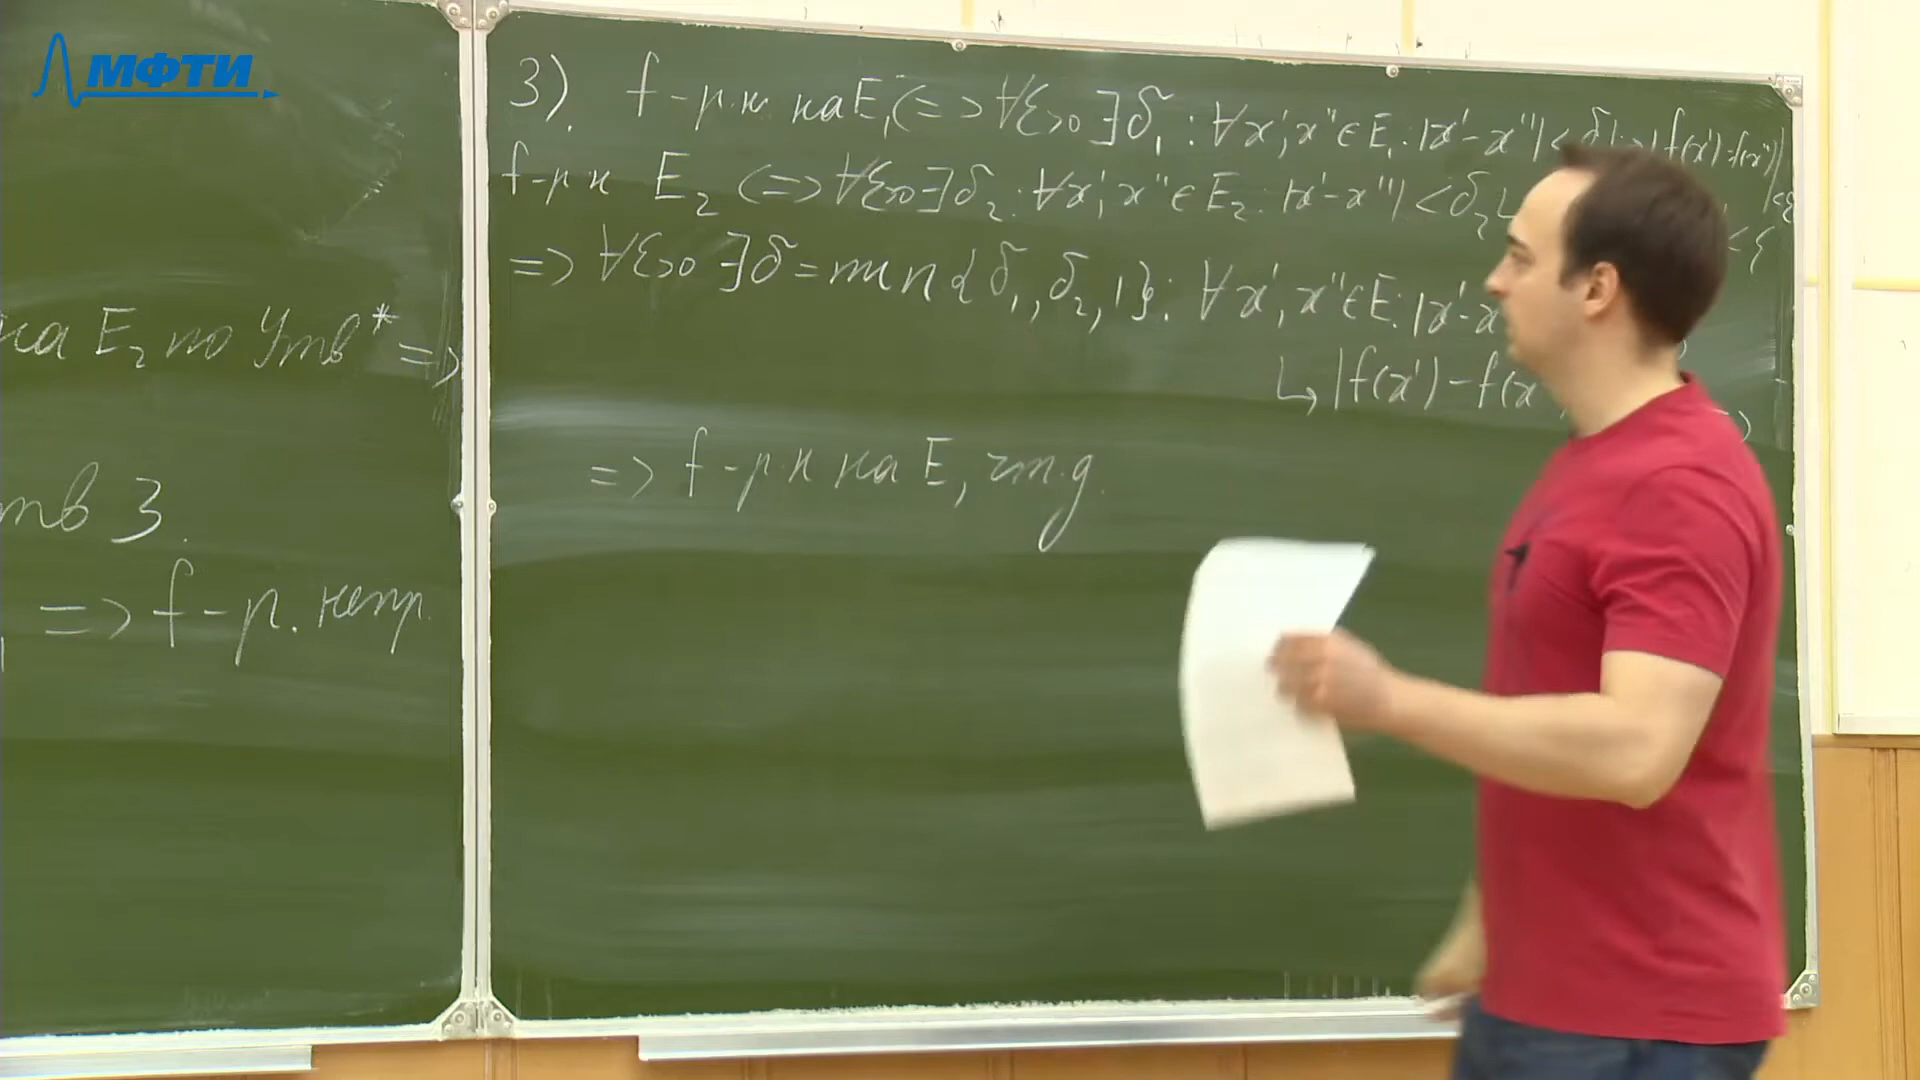 МФТИ
на E₂ по Утв* =>
тв 3.
=> f - р. непр.
3). f - р.н на E₁ <=> ∀ε>0 ∃δ₁ : ∀x', x'' ∈ E₁ : |x' - x''| < δ₁ ↳ |f(x') - f(x'')| < ε
f - р н E₂ <=> ∀ε>0 ∃δ₂ : ∀x', x'' ∈ E₂ : |x' - x''| < δ₂ ↳ < ε
=> ∀ε>0 ∃δ = min{δ₁, δ₂, 1} : ∀x', x'' ∈ E : |x' - x
↳ |f(x') - f(x
=> f - р.н на E, чт.д.